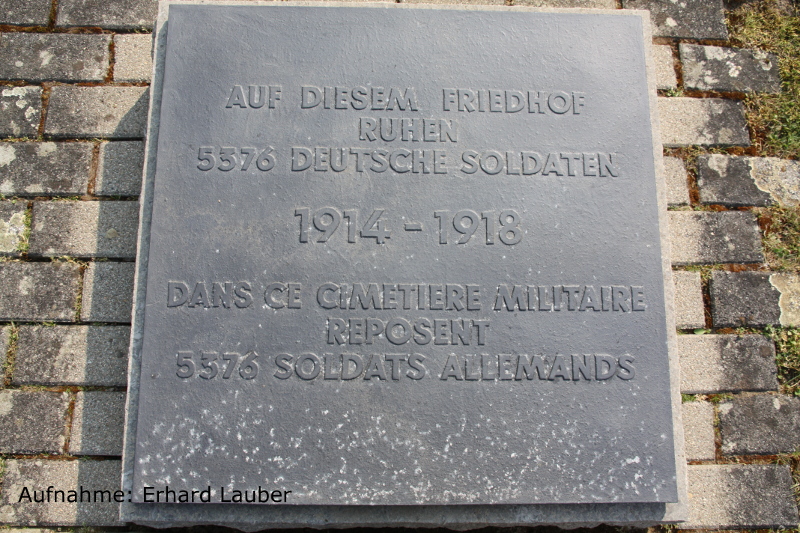 AUF DIESEM FRIEDHOF
RUHEN
5376 DEUTSCHE SOLDATEN
1914 - 1918
DANS CE CIMETIERE MILITAIRE
REPOSENT
5376 SOLDATS ALLEMANDS
Aufnahme: Erhard Lauber